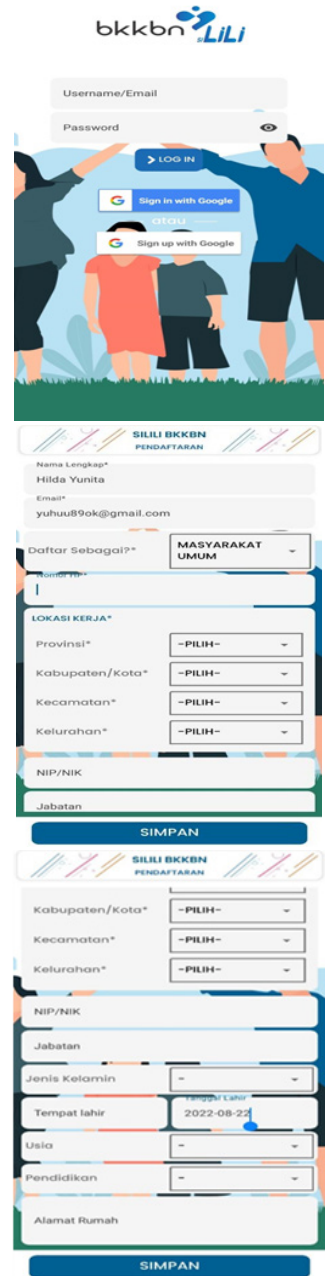 bkkbn
SI LiLi
Username/Email
Password
LOG IN
Sign in with Google
atau
Sign up with Google
SILILI BKKBN
PENDAFTARAN
Nama Lengkap*
Hilda Yunita
Email*
yuhuu89ok@gmail.com
Daftar Sebagai?*
MASYARAKAT
UMUM
Nomor HP*
LOKASI KERJA*
Provinsi* -PILIH-
Kabupaten/Kota* -PILIH-
Kecamatan* -PILIH-
Kelurahan* -PILIH-
NIP/NIK
Jabatan
SIMPAN
SILILI BKKBN
PENDAFTARAN
Kabupaten/Kota* -PILIH-
Kecamatan* -PILIH-
Kelurahan* -PILIH-
NIP/NIK
Jabatan
Jenis Kelamin -
Tanggal Lahir
Tempat lahir 2022-08-22
Usia -
Pendidikan -
Alamat Rumah
SIMPAN